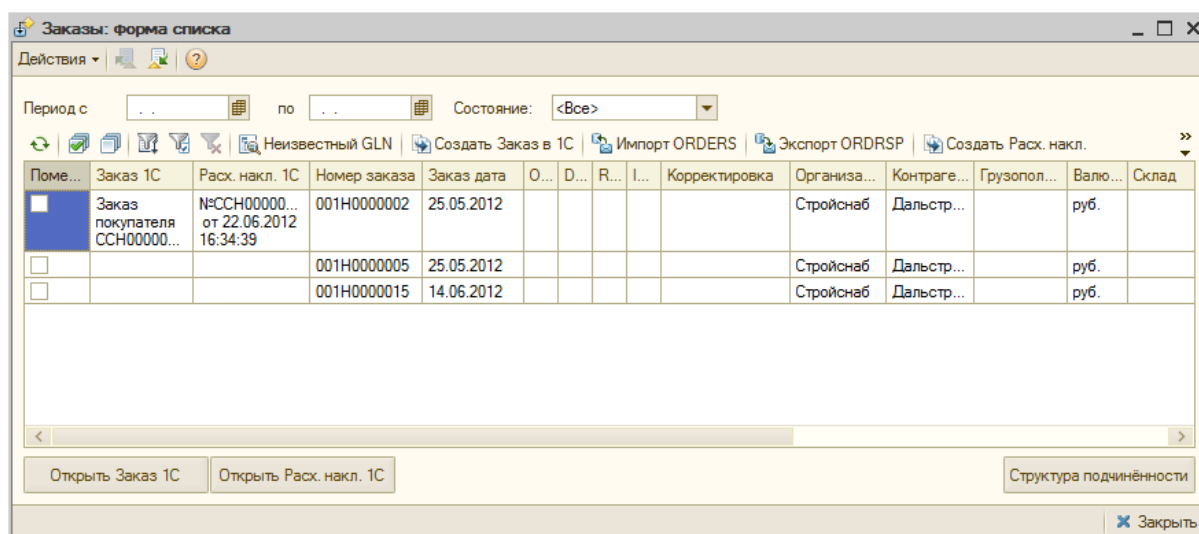 Заказы: форма списка
Действия
Период с . . по . . Состояние: <Все>
Неизвестный GLN Создать Заказ в 1С Импорт ORDERS Экспорт ORDRSP Создать Расх. накл.
Поме... Заказ 1С Расх. накл. 1С Номер заказа Заказ дата O... D... R... I... Корректировка Организа... Контраге... Грузопол... Валю... Склад
Заказ №ССН00000... 001Н0000002 25.05.2012 Стройснаб Дальстр... руб.
покупателя от 22.06.2012
ССН00000... 16:34:39
001Н0000005 25.05.2012 Стройснаб Дальстр... руб.
001Н0000015 14.06.2012 Стройснаб Дальстр... руб.
Открыть Заказ 1С Открыть Расх. накл. 1С Структура подчинённости
Закрыть